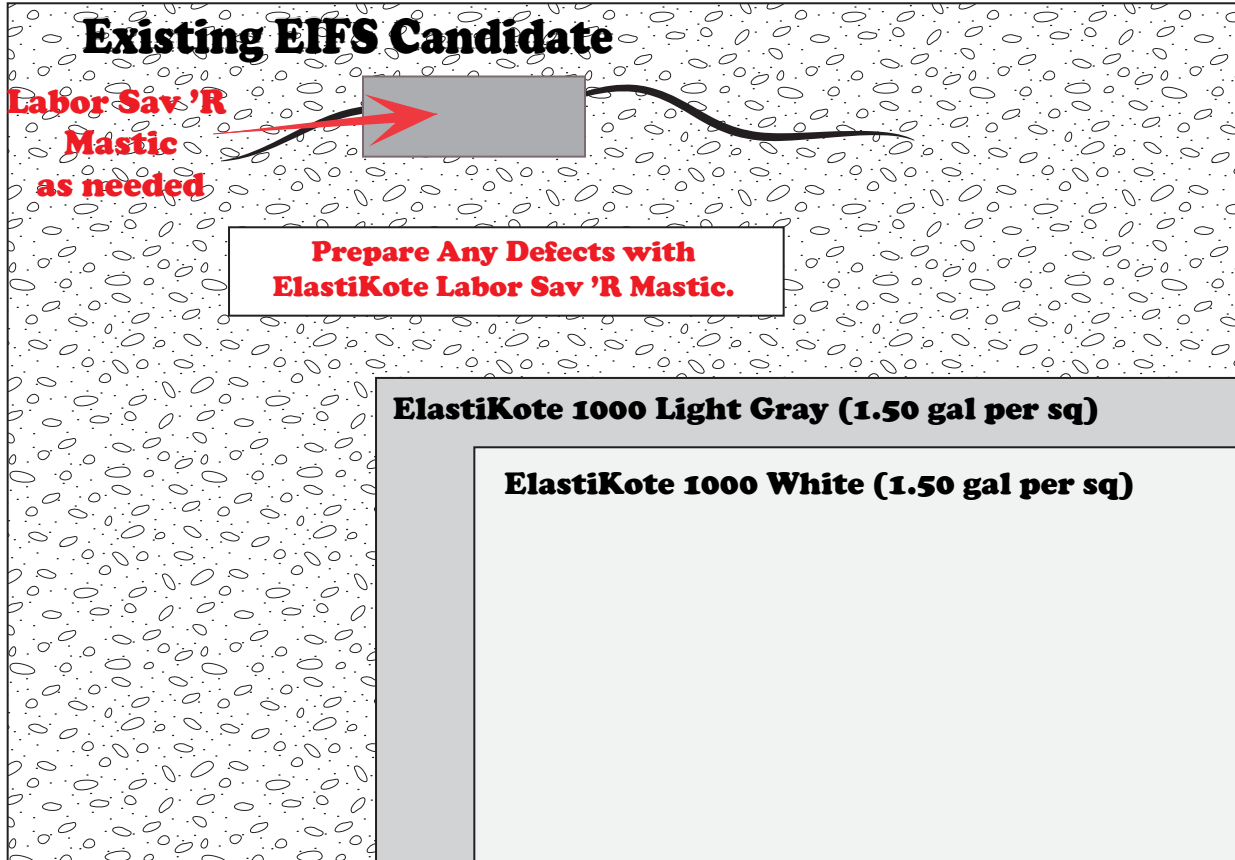 Existing EIFS Candidate
Labor Sav ’R
Mastic
as needed
Prepare Any Defects with
ElastiKote Labor Sav ’R Mastic.
ElastiKote 1000 Light Gray (1.50 gal per sq)
ElastiKote 1000 White (1.50 gal per sq)